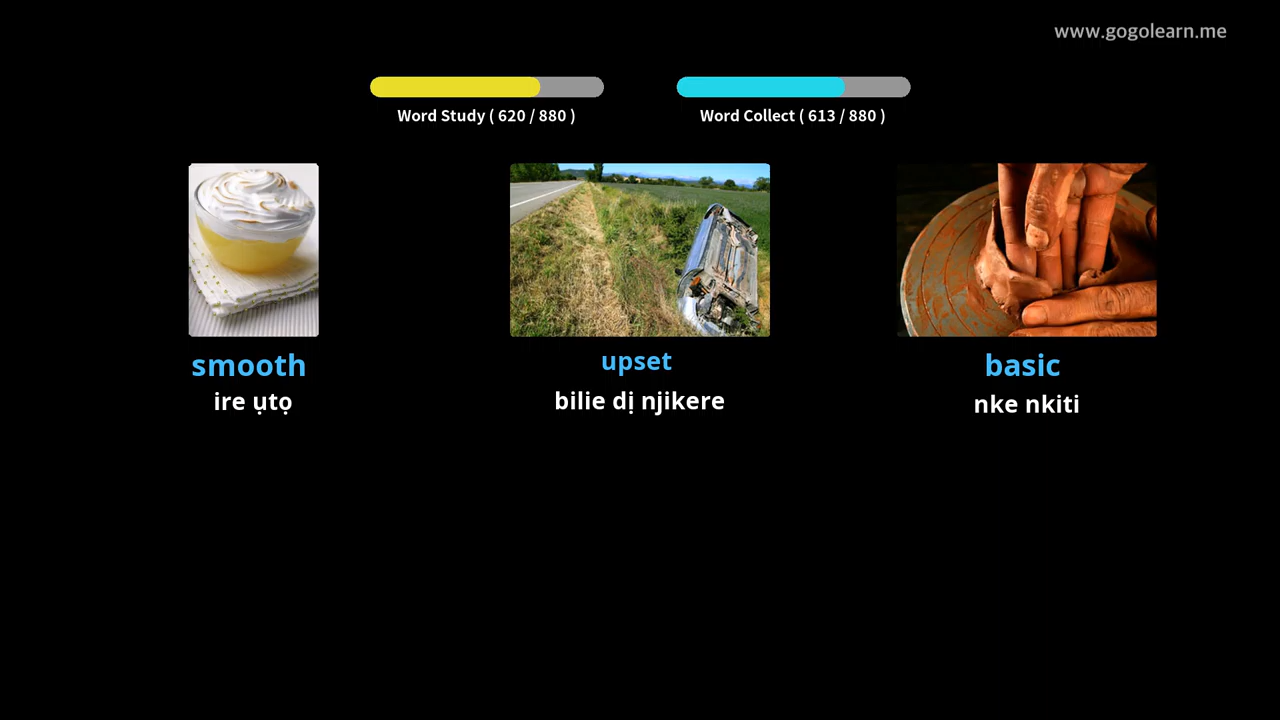 www.gogolearn.me
Word Study ( 620 / 880 )
Word Collect ( 613 / 880 )
smooth
ire ụtọ
upset
bilie dị njikere
basic
nke nkiti